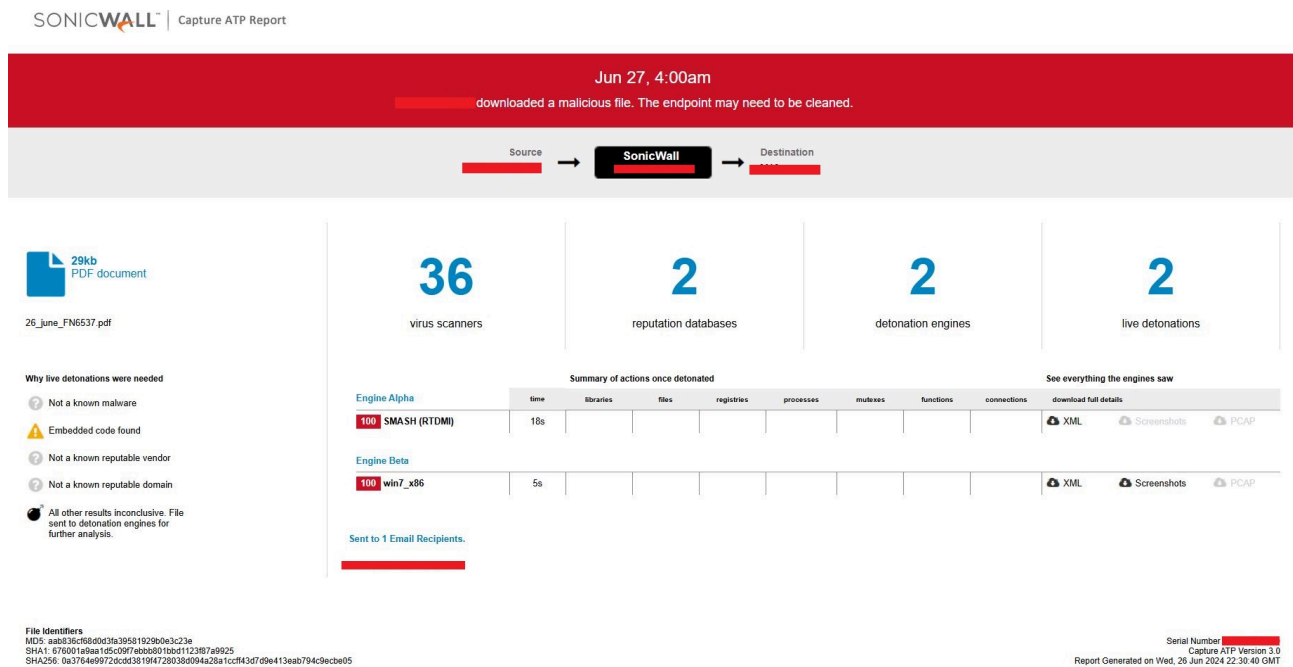 SONICWALL™ | Capture ATP Report
Jun 27, 4:00am
downloaded a malicious file. The endpoint may need to be cleaned.
Source
SonicWall
Destination
29kb
PDF document
26_june_FN6537.pdf
36
virus scanners
2
reputation databases
2
detonation engines
2
live detonations
Why live detonations were needed
Not a known malware
Embedded code found
Not a known reputable vendor
Not a known reputable domain
All other results inconclusive. File
sent to detonation engines for
further analysis.
Summary of actions once detonated
See everything the engines saw
Engine Alpha time libraries files registries processes mutexes functions connections download full details
100 SMASH (RTDMI) 18s XML Screenshots PCAP
Engine Beta
100 win7_x86 5s XML Screenshots PCAP
Sent to 1 Email Recipients.
File Identifiers
MD5: aab836cf68d0d3fa39581929b0e3c23e
SHA1: 676001a9aa1d5c09f7ebbb801bbd1123f87a9925
SHA256: 0a3764e9972dcdd3819f4728038d094a28a1ccff43d7d9e413eab794c9ecbe05
Serial Number
Capture ATP Version 3.0
Report Generated on Wed, 26 Jun 2024 22:30:40 GMT